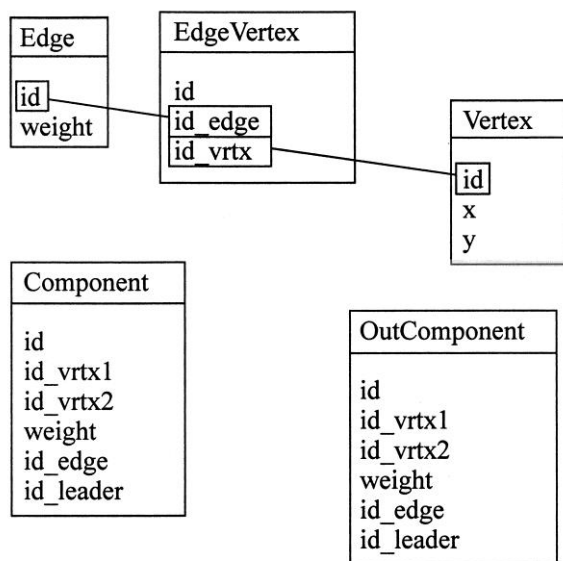 Edge
id
weight
EdgeVertex
id
id_edge
id_vrtx
Vertex
id
x
y
Component
id
id_vrtx1
id_vrtx2
weight
id_edge
id_leader
OutComponent
id
id_vrtx1
id_vrtx2
weight
id_edge
id_leader